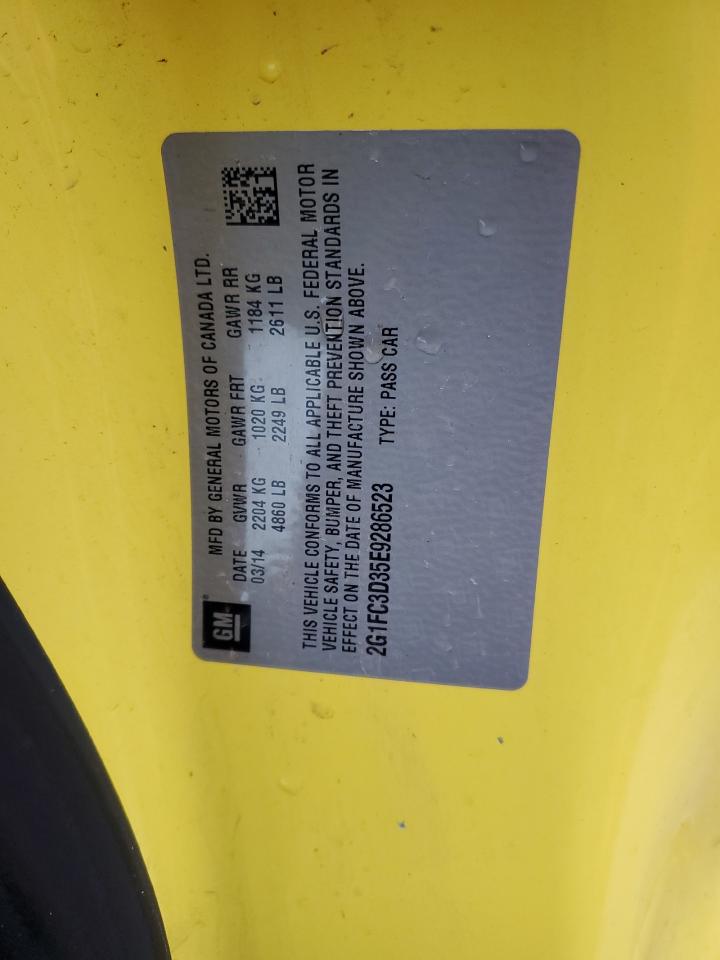 GM
MFD BY GENERAL MOTORS OF CANADA LTD.
DATE GVWR GAWR FRT GAWR RR
03/14 2204 KG 1020 KG 1184 KG
4860 LB 2249 LB 2611 LB
THIS VEHICLE CONFORMS TO ALL APPLICABLE U.S. FEDERAL MOTOR
VEHICLE SAFETY, BUMPER, AND THEFT PREVENTION STANDARDS IN
EFFECT ON THE DATE OF MANUFACTURE SHOWN ABOVE.
2G1FC3D35E9286523 TYPE: PASS CAR